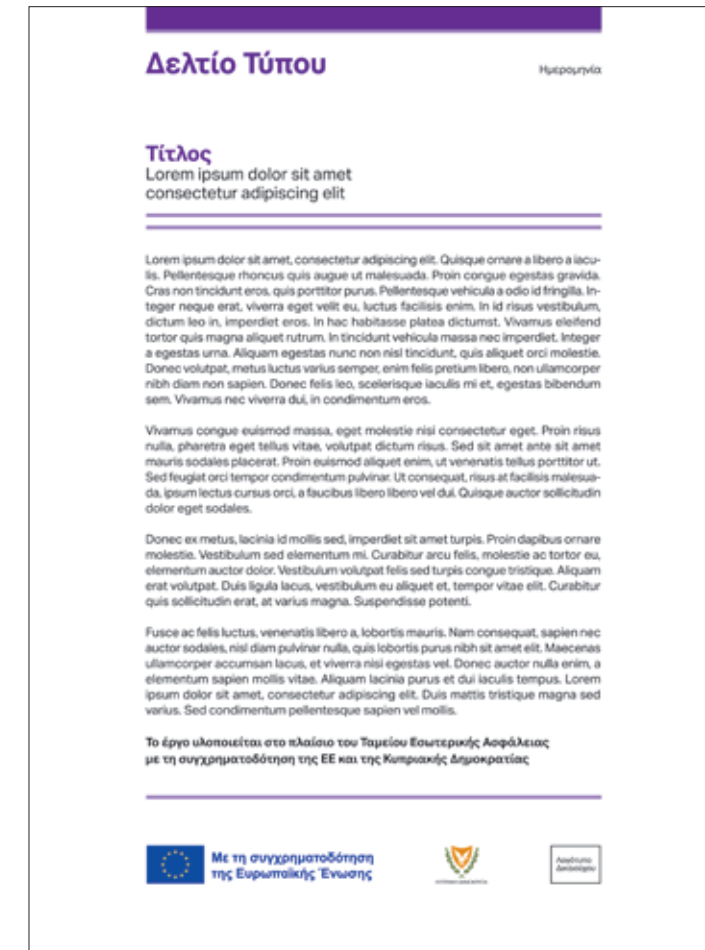 Δελτίο Τύπου
Ημερομηνία
Τίτλος
Lorem ipsum dolor sit amet
consectetur adipiscing elit
Lorem ipsum dolor sit amet, consectetur adipiscing elit. Quisque ornare a libero a iacu-
lis. Pellentesque rhoncus quis augue ut malesuada. Proin congue egestas gravida.
Cras non tincidunt eros, quis porttitor purus. Pellentesque vehicula a odio id fringilla. In-
teger neque erat, viverra eget velit eu, luctus facilisis enim. In id risus vestibulum,
dictum leo in, imperdiet eros. In hac habitasse platea dictumst. Vivamus eleifend
tortor quis magna aliquet rutrum. In tincidunt vehicula massa nec imperdiet. Integer
a egestas urna. Aliquam egestas nunc non nisl tincidunt, quis aliquet orci molestie.
Donec volutpat, metus luctus varius semper, enim felis pretium libero, non ullamcorper
nibh diam non sapien. Donec felis leo, scelerisque iaculis mi et, egestas bibendum
sem. Vivamus nec viverra dui, in condimentum eros.
Vivamus congue euismod massa, eget molestie nisi consectetur eget. Proin risus
nulla, pharetra eget tellus vitae, volutpat dictum risus. Sed sit amet ante sit amet
mauris sodales placerat. Proin euismod aliquet enim, ut venenatis tellus porttitor ut.
Sed feugiat orci tempor condimentum pulvinar. Ut consequat, risus at facilisis malesua-
da, ipsum lectus cursus orci, a faucibus libero libero vel dui. Quisque auctor sollicitudin
dolor eget sodales.
Donec ex metus, lacinia id mollis sed, imperdiet sit amet turpis. Proin dapibus ornare
molestie. Vestibulum sed elementum mi. Curabitur arcu felis, molestie ac tortor eu,
elementum auctor dolor. Vestibulum volutpat felis sed turpis congue tristique. Aliquam
erat volutpat. Duis ligula lacus, vestibulum eu aliquet et, tempor vitae elit. Curabitur
quis sollicitudin erat, at varius magna. Suspendisse potenti.
Fusce ac felis luctus, venenatis libero a, lobortis mauris. Nam consequat, sapien nec
auctor sodales, nisl diam pulvinar nulla, quis lobortis purus nibh sit amet elit. Maecenas
ullamcorper accumsan lacus, et viverra nisi egestas vel. Donec auctor nulla enim, a
elementum sapien mollis vitae. Aliquam lacinia purus et dui iaculis tempus. Lorem
ipsum dolor sit amet, consectetur adipiscing elit. Duis mattis tristique magna sed
varius. Sed condimentum pellentesque sapien vel mollis.
Το έργο υλοποιείται στο πλαίσιο του Ταμείου Εσωτερικής Ασφάλειας
με τη συγχρηματοδότηση της ΕΕ και της Κυπριακής Δημοκρατίας
Με τη συγχρηματοδότηση
της Ευρωπαϊκής Ένωσης
Λογότυπο
Δικαιούχου